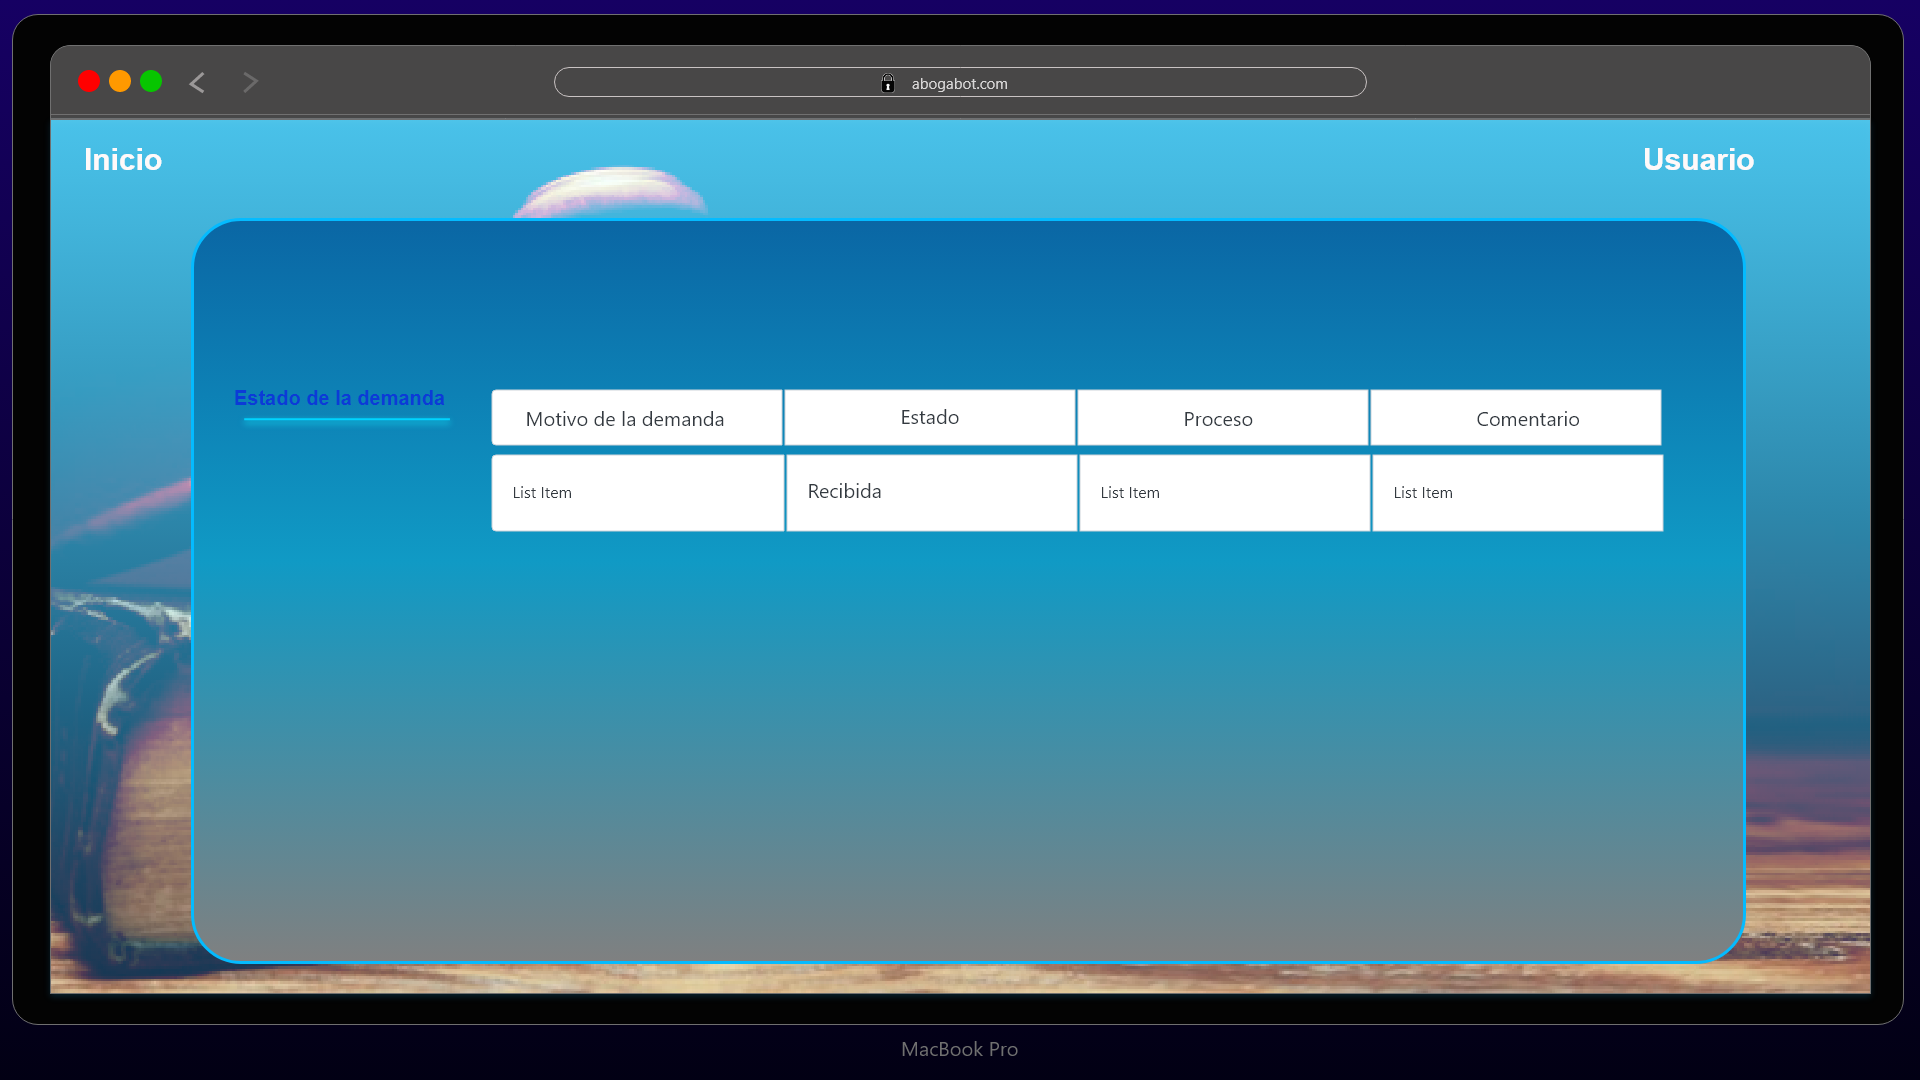 abogabot.com
Inicio
Usuario
Estado de la demanda
Motivo de la demanda
Estado
Proceso
Comentario
List Item
Recibida
List Item
List Item
MacBook Pro